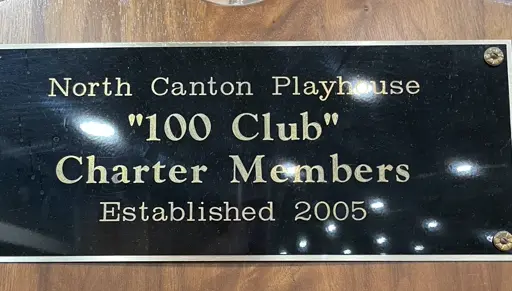 North Canton Playhouse
"100 Club"
Charter Members
Established 2005